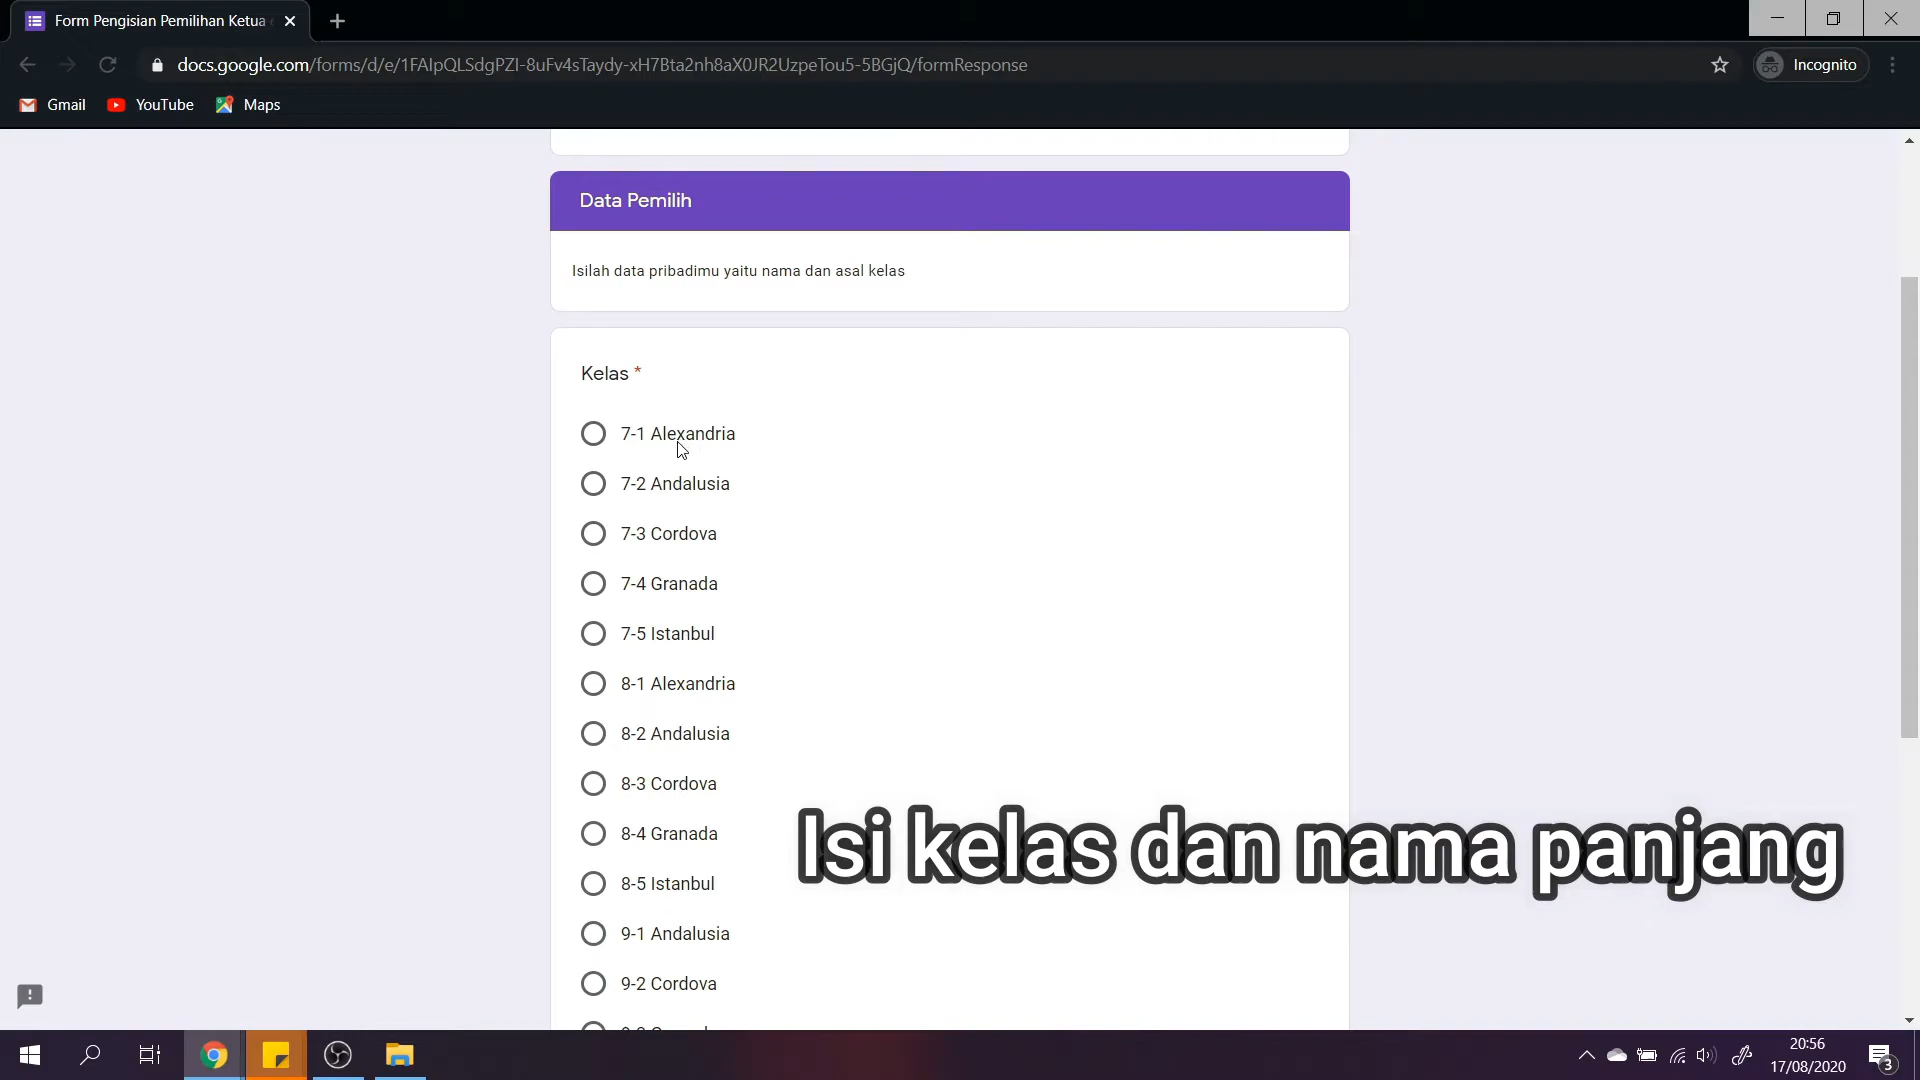 Form Pengisian Pemilihan Ketua
docs.google.com/forms/d/e/1FAIpQLSdgPZI-8uFv4sTaydy-xH7Bta2nh8aX0JR2UzpeTou5-5BGjQ/formResponse
Incognito
Gmail
YouTube
Maps
Data Pemilih
Isilah data pribadimu yaitu nama dan asal kelas
Kelas *
7-1 Alexandria
7-2 Andalusia
7-3 Cordova
7-4 Granada
7-5 Istanbul
8-1 Alexandria
8-2 Andalusia
8-3 Cordova
8-4 Granada
8-5 Istanbul
Isi kelas dan nama panjang
9-1 Andalusia
9-2 Cordova
20:56
17/08/2020
3